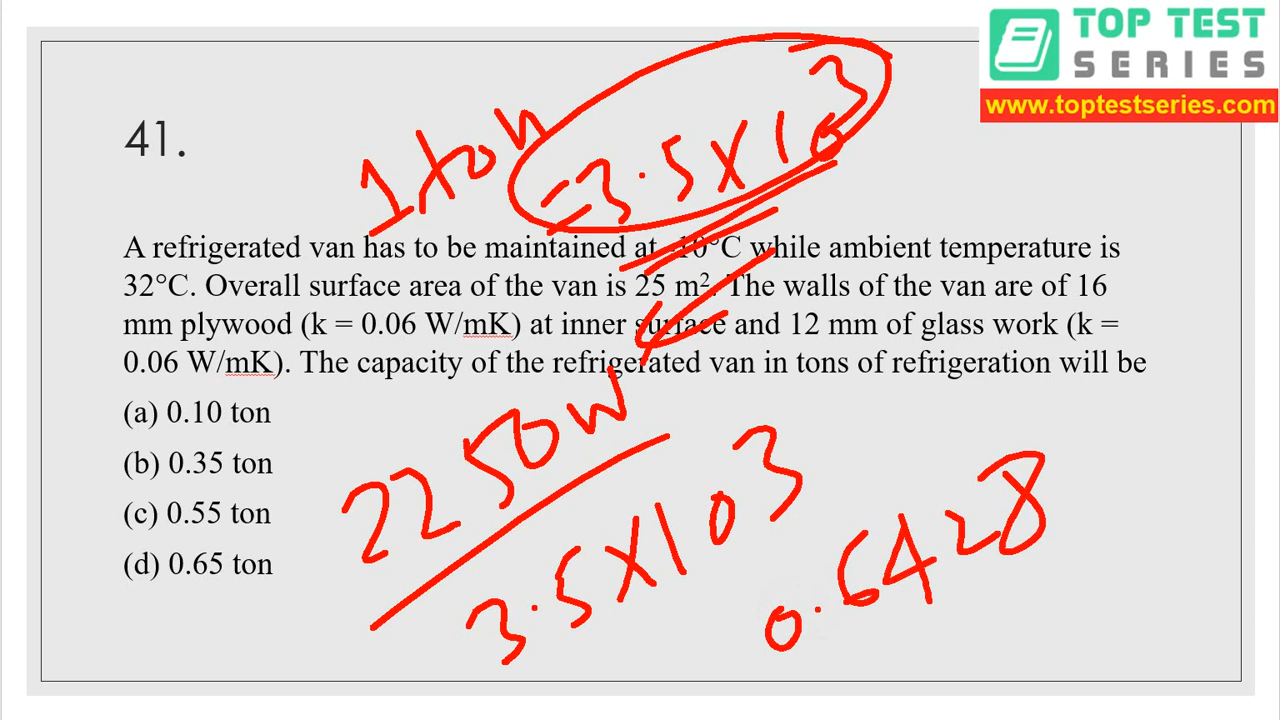 TOP TEST
SERIES
www.toptestseries.com
1 ton = 3.5 X 10³
41.
A refrigerated van has to be maintained at -10°C while ambient temperature is
32°C. Overall surface area of the van is 25 m². The walls of the van are of 16
mm plywood (k = 0.06 W/mK) at inner surface and 12 mm of glass work (k =
0.06 W/mK). The capacity of the refrigerated van in tons of refrigeration will be
(a) 0.10 ton
(b) 0.35 ton
(c) 0.55 ton
(d) 0.65 ton
2250W
3.5X103
0.6428